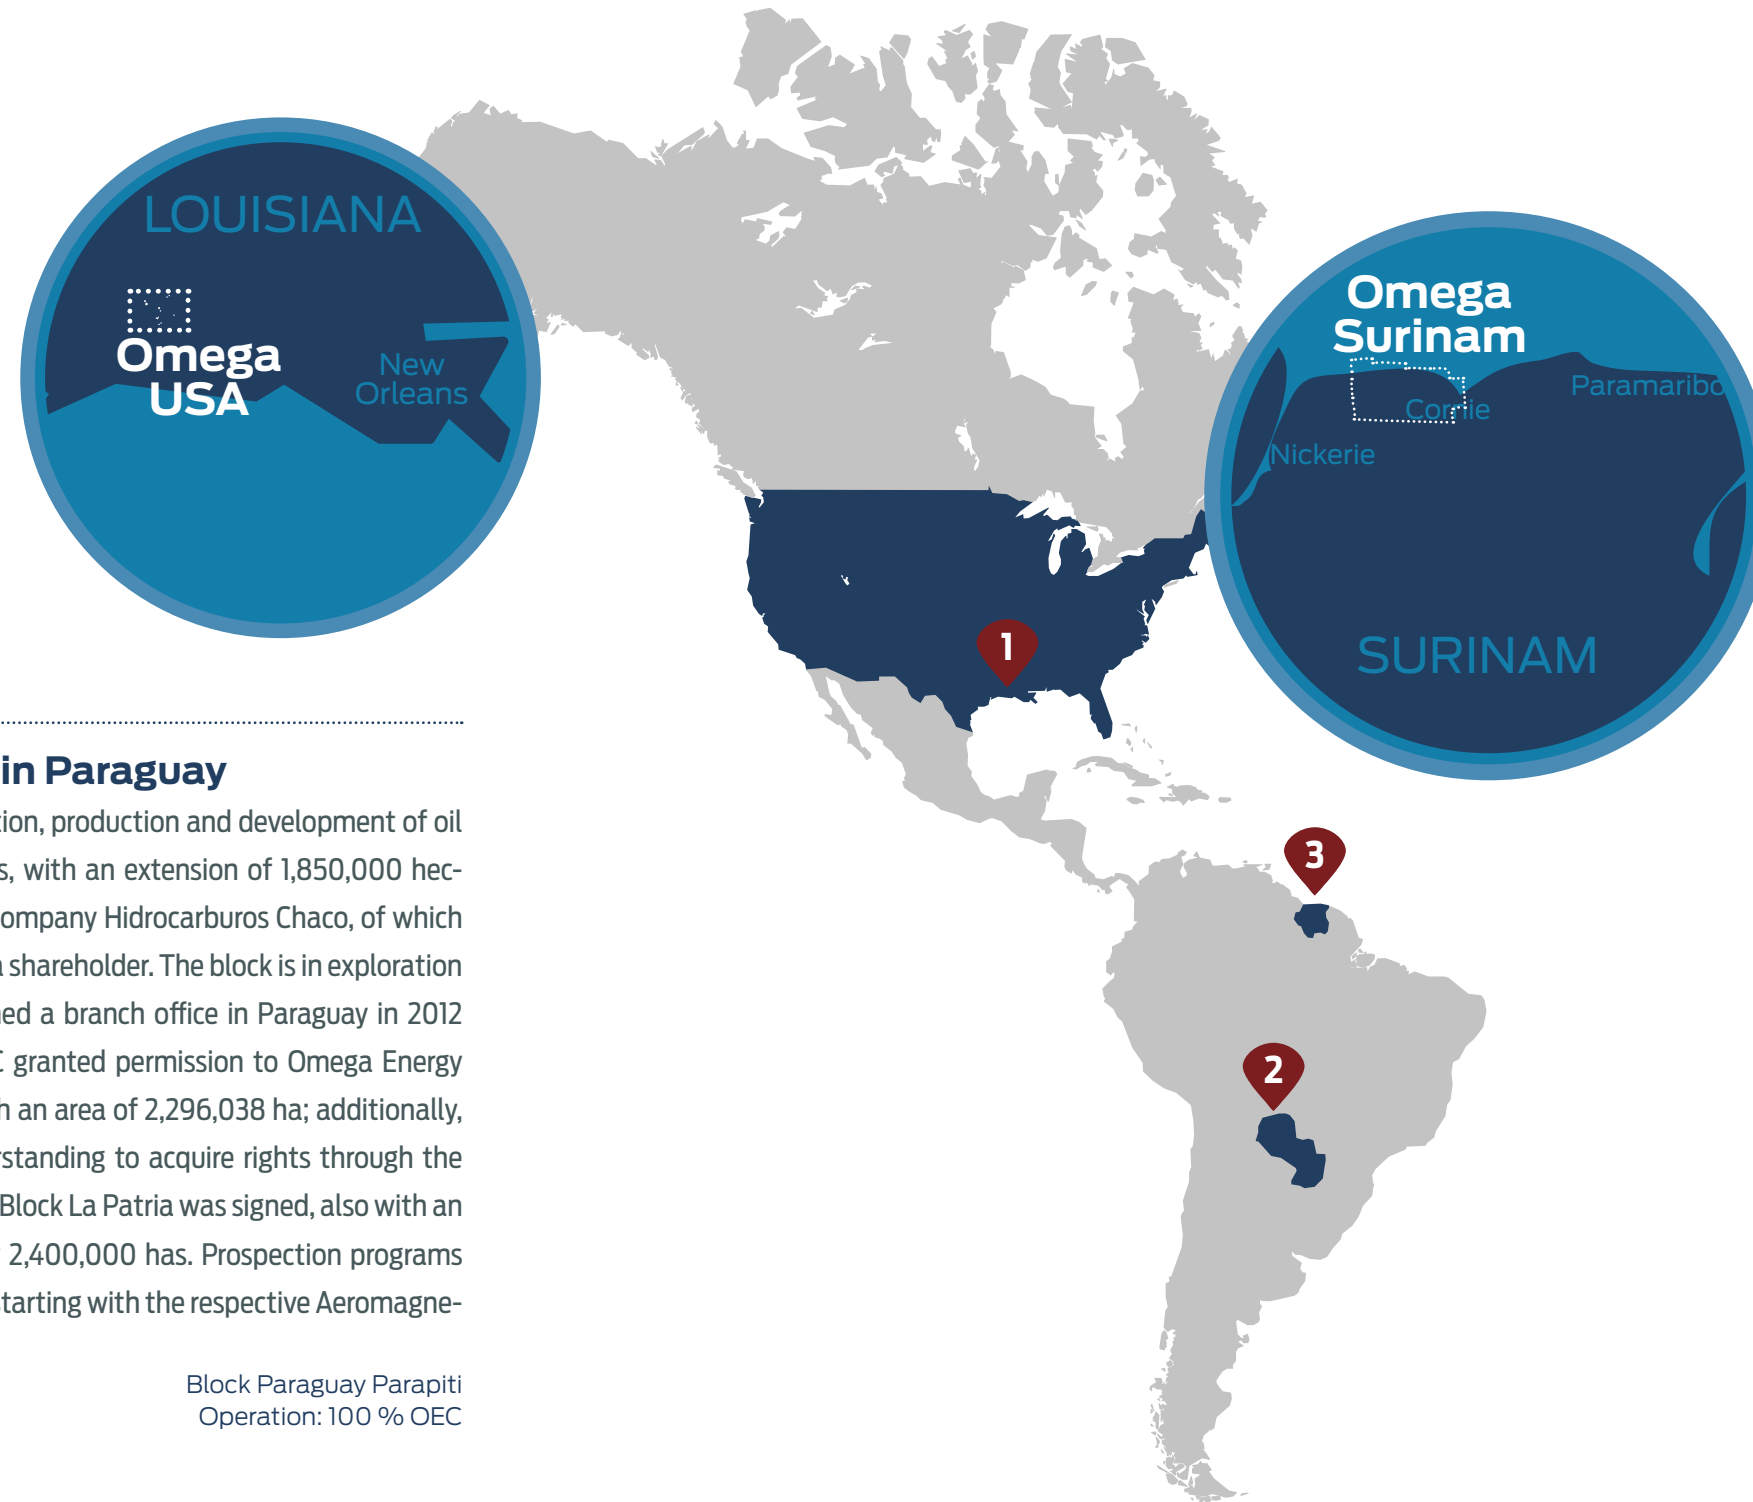 LOUISIANA
Omega
USA
New
Orleans
Omega
Surinam
Paramaribo
Cornie
Nickerie
SURINAM
1
3
2
in Paraguay
tion, production and development of oil
s, with an extension of 1,850,000 hec-
ompany Hidrocarburos Chaco, of which
a shareholder. The block is in exploration
ed a branch office in Paraguay in 2012
C granted permission to Omega Energy
h an area of 2,296,038 ha; additionally,
rstanding to acquire rights through the
Block La Patria was signed, also with an
2,400,000 has. Prospection programs
starting with the respective Aeromagne-
Block Paraguay Parapiti
Operation: 100 % OEC